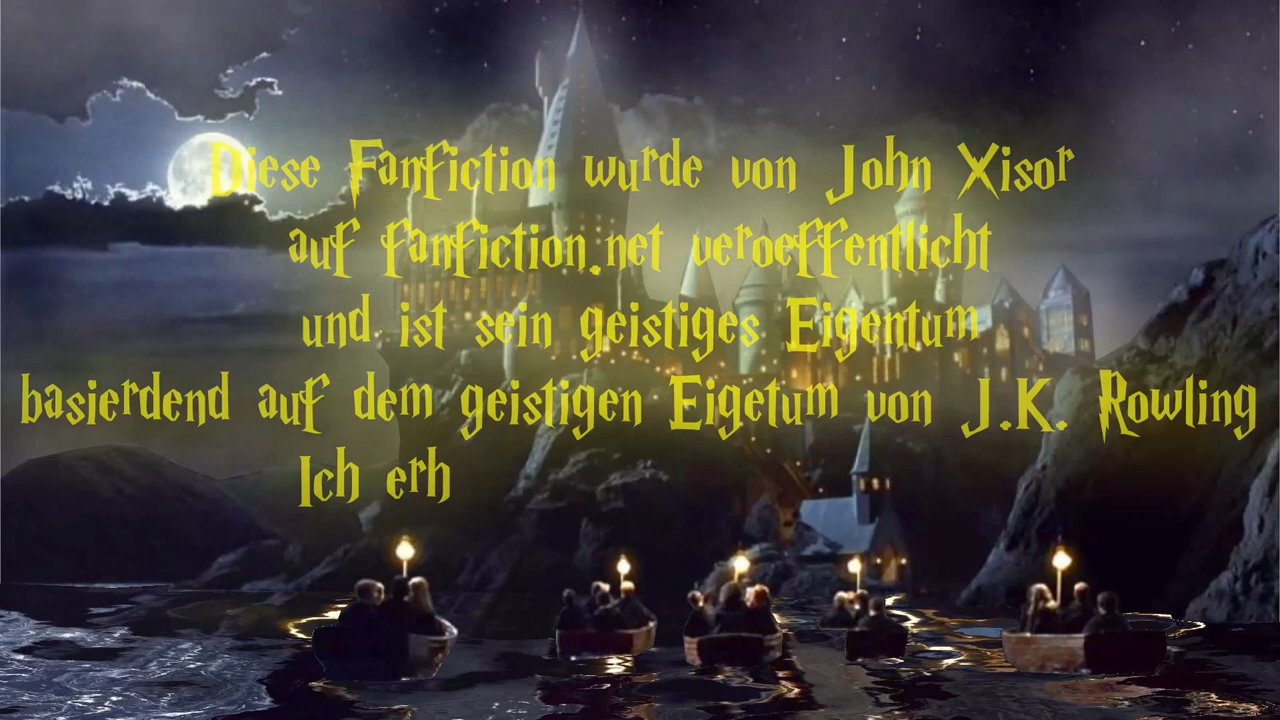 Diese Fanfiction wurde von John Xisor
auf fanfiction.net veroeffentlicht
und ist sein geistiges Eigentum
basierdend auf dem geistigen Eigetum von J.K. Rowling
Ich erh